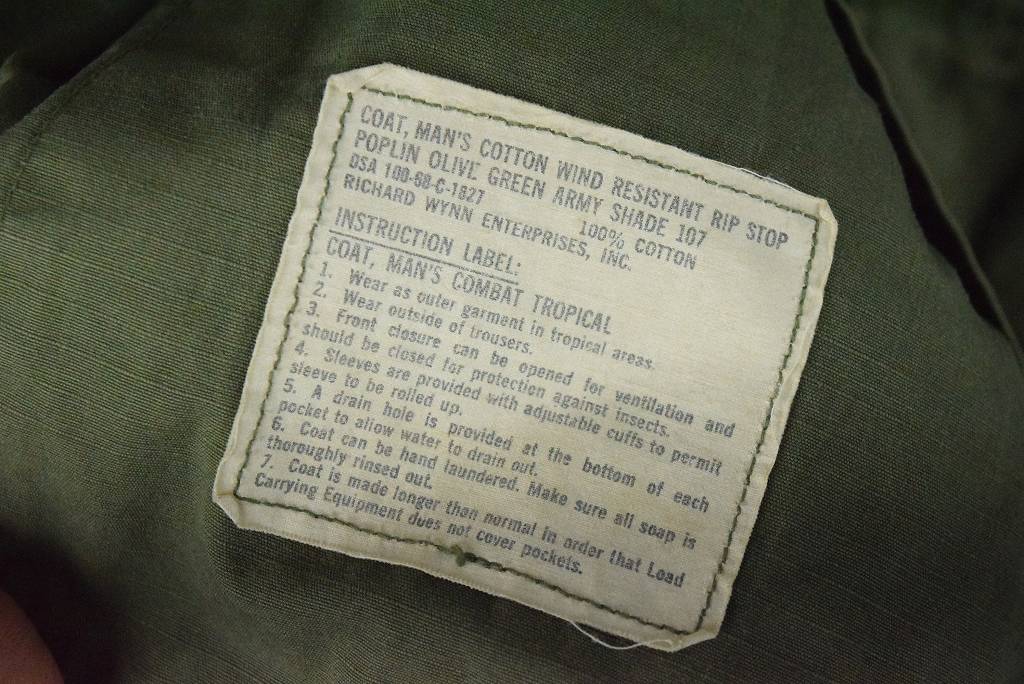 COAT, MAN'S COTTON WIND RESISTANT RIP STOP
POPLIN OLIVE GREEN ARMY SHADE 107
DSA 100-68-C-1827 100% COTTON
RICHARD WYNN ENTERPRISES, INC.
INSTRUCTION LABEL:
COAT, MAN'S COMBAT TROPICAL
1. Wear as outer garment in tropical areas.
2. Wear outside of trousers.
3. Front closure can be opened for ventilation and
should be closed for protection against insects.
4. Sleeves are provided with adjustable cuffs to permit
sleeve to be rolled up.
5. A drain hole is provided at the bottom of each
pocket to allow water to drain out.
6. Coat can be hand laundered. Make sure all soap is
thoroughly rinsed out.
7. Coat is made longer than normal in order that Load
Carrying Equipment does not cover pockets.